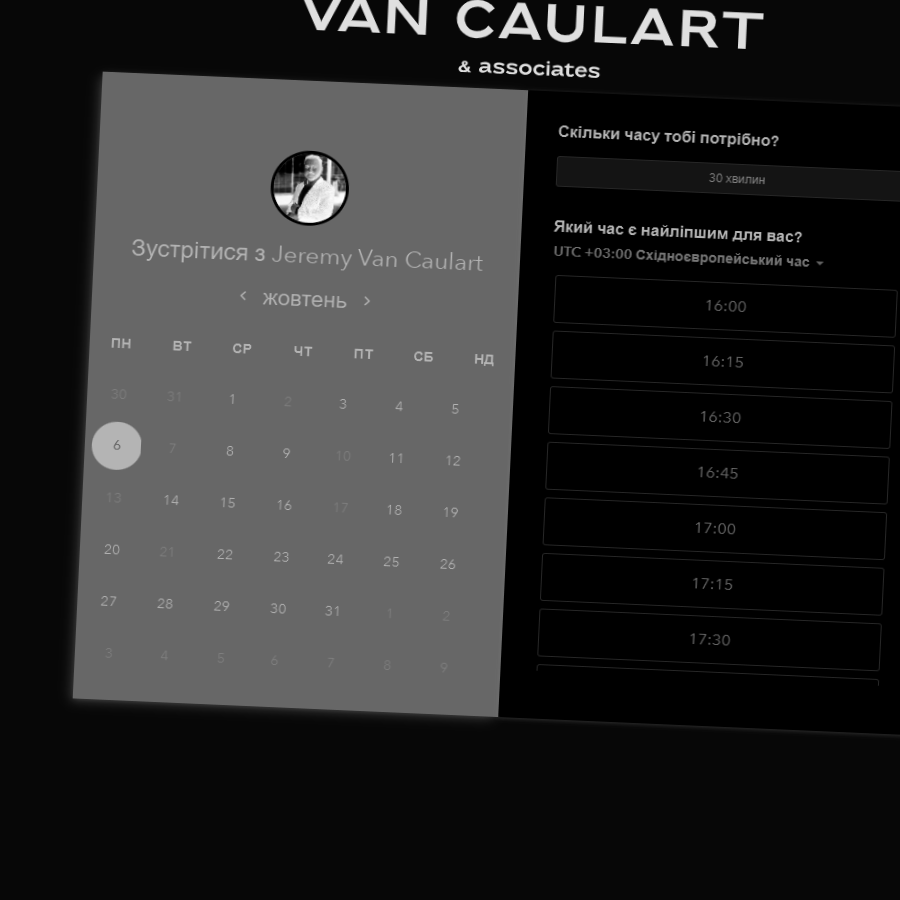 VAN CAULART
& associates
Зустрітися з Jeremy Van Caulart
жовтень
ПН ВТ СР ЧТ ПТ СБ НД
30 31 1 2 3 4 5
6 7 8 9 10 11 12
13 14 15 16 17 18 19
20 21 22 23 24 25 26
27 28 29 30 31 1 2
3 4 5 6 7 8 9
Скільки часу тобі потрібно?
30 хвилин
Який час є найліпшим для вас?
UTC +03:00 Східноєвропейський час
16:00
16:15
16:30
16:45
17:00
17:15
17:30